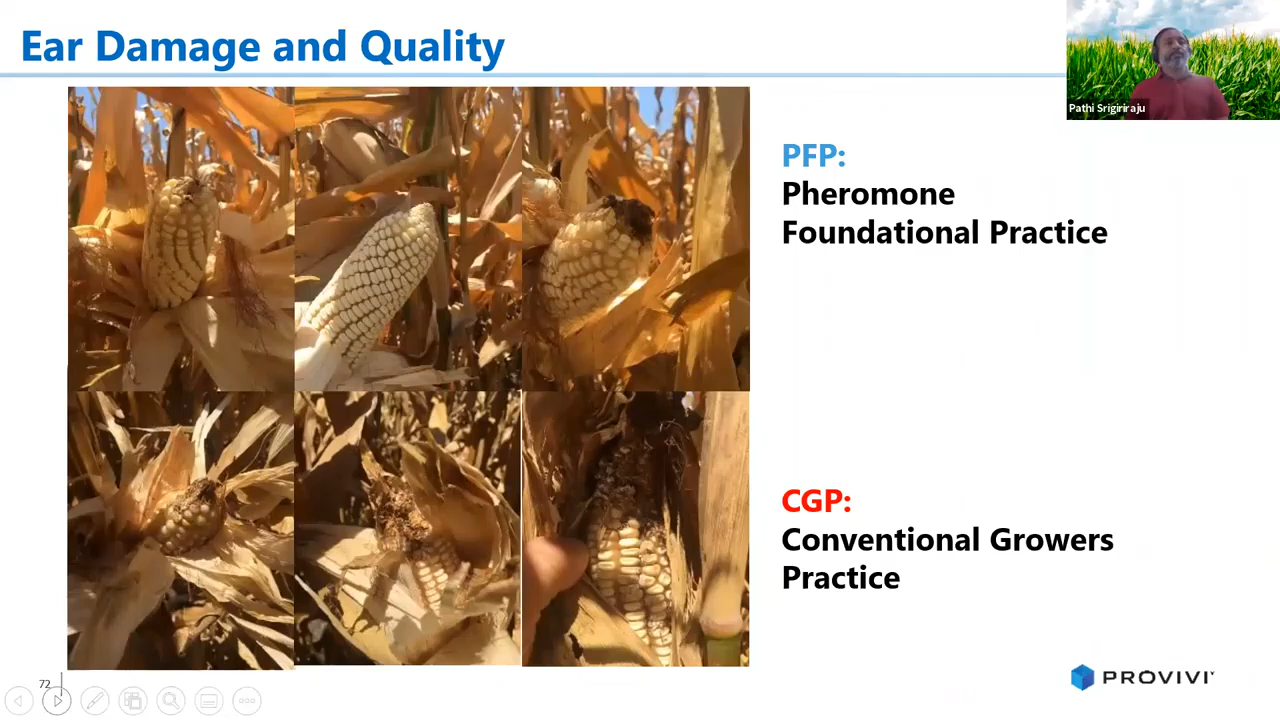 Ear Damage and Quality
Pathi Srigiriraju
PFP:
Pheromone
Foundational Practice
CGP:
Conventional Growers
Practice
72
PROVIVI